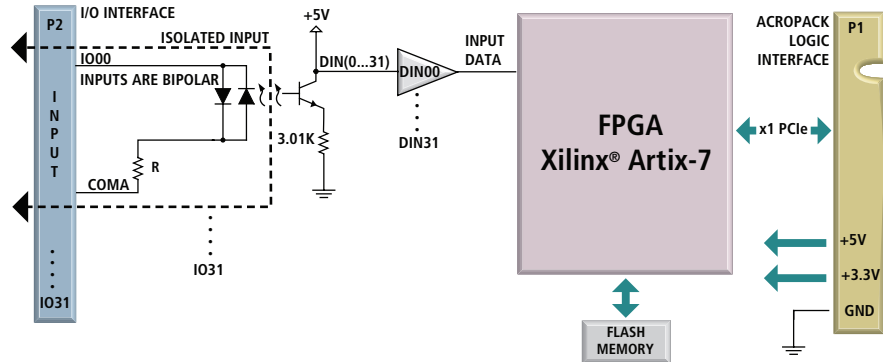 P2
I/O INTERFACE
ISOLATED INPUT
IO00
INPUTS ARE BIPOLAR
INPUT
R
COMA
IO31
IO31
+5V
DIN(0...31)
3.01K
DIN00
DIN31
INPUT
DATA
FPGA
Xilinx® Artix-7
FLASH
MEMORY
ACROPACK
LOGIC
INTERFACE
P1
x1 PCIe
+5V
+3.3V
GND